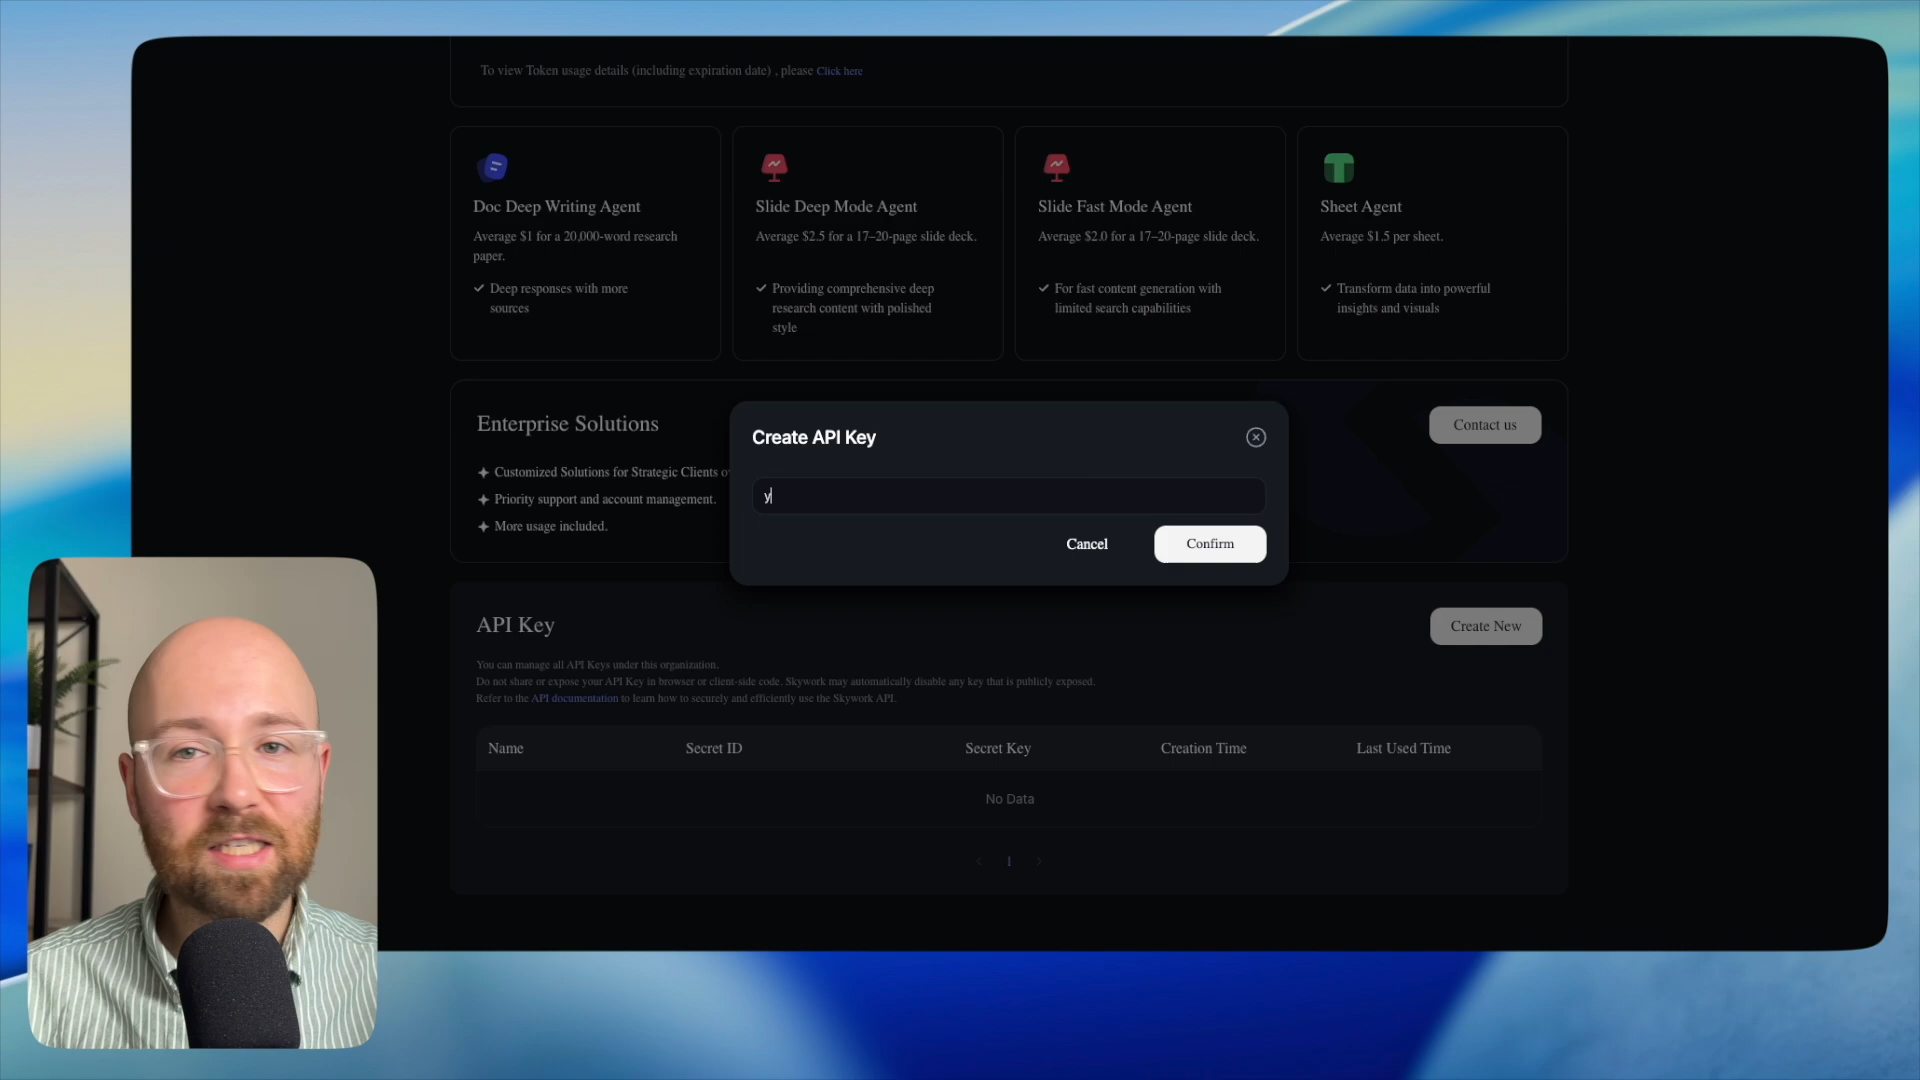 To view Token usage details (including expiration date) , please Click here
Doc Deep Writing Agent
Average $1 for a 20,000-word research
paper.
Deep responses with more
sources
Slide Deep Mode Agent
Average $2.5 for a 17–20-page slide deck.
Providing comprehensive deep
research content with polished
style
Slide Fast Mode Agent
Average $2.0 for a 17–20-page slide deck.
For fast content generation with
limited search capabilities
Sheet Agent
Average $1.5 per sheet.
Transform data into powerful
insights and visuals
Enterprise Solutions
Contact us
Customized Solutions for Strategic Clients
Priority support and account management.
More usage included.
Create API Key
y
Cancel
Confirm
API Key
Create New
You can manage all API Keys under this organization.
Do not share or expose your API Key in browser or client-side code. Skywork may automatically disable any key that is publicly exposed.
Refer to the API documentation to learn how to securely and efficiently use the Skywork API.
Name Secret ID Secret Key Creation Time Last Used Time
No Data
1